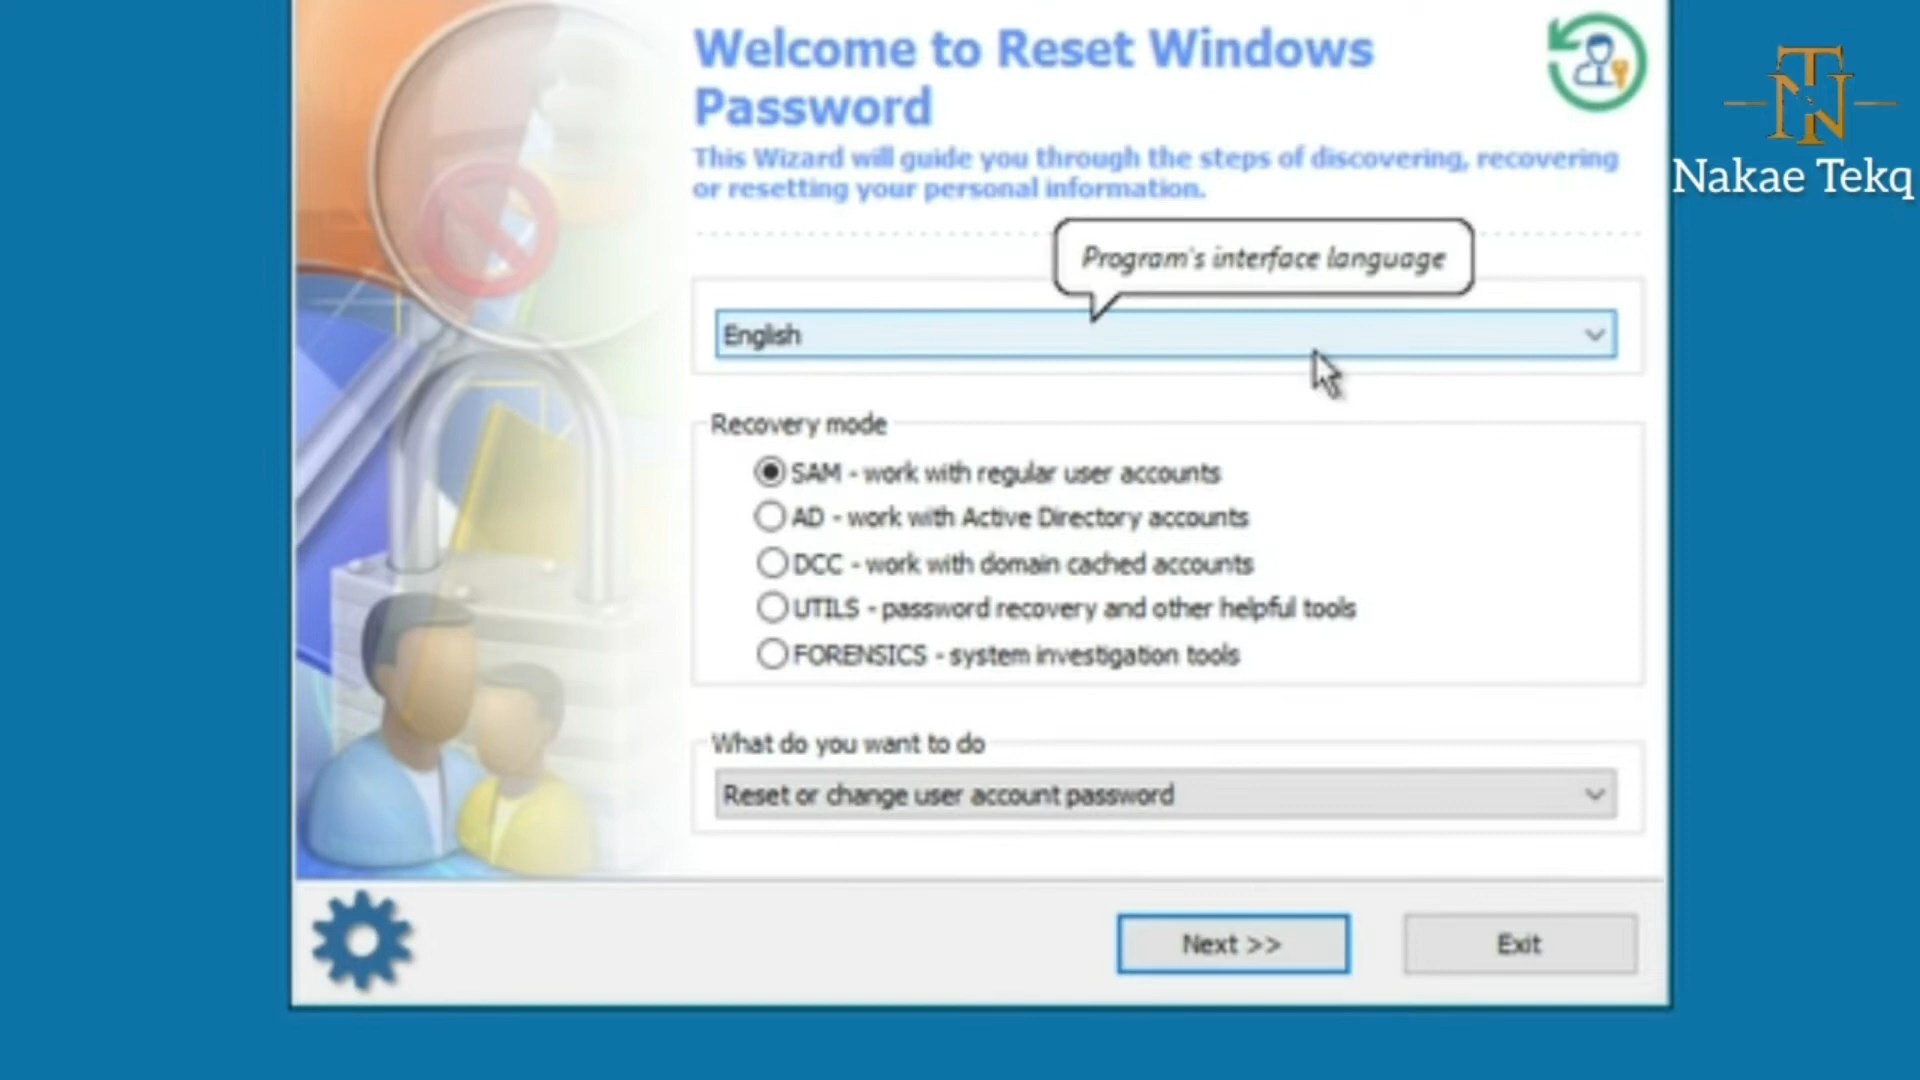 Welcome to Reset Windows
Password
This Wizard will guide you through the steps of discovering, recovering
or resetting your personal information.
TN
Nakae Tekq
Program's interface language
English
Recovery mode
SAM - work with regular user accounts
AD - work with Active Directory accounts
DCC - work with domain cached accounts
UTILS - password recovery and other helpful tools
FORENSICS - system investigation tools
What do you want to do
Reset or change user account password
Next >>
Exit